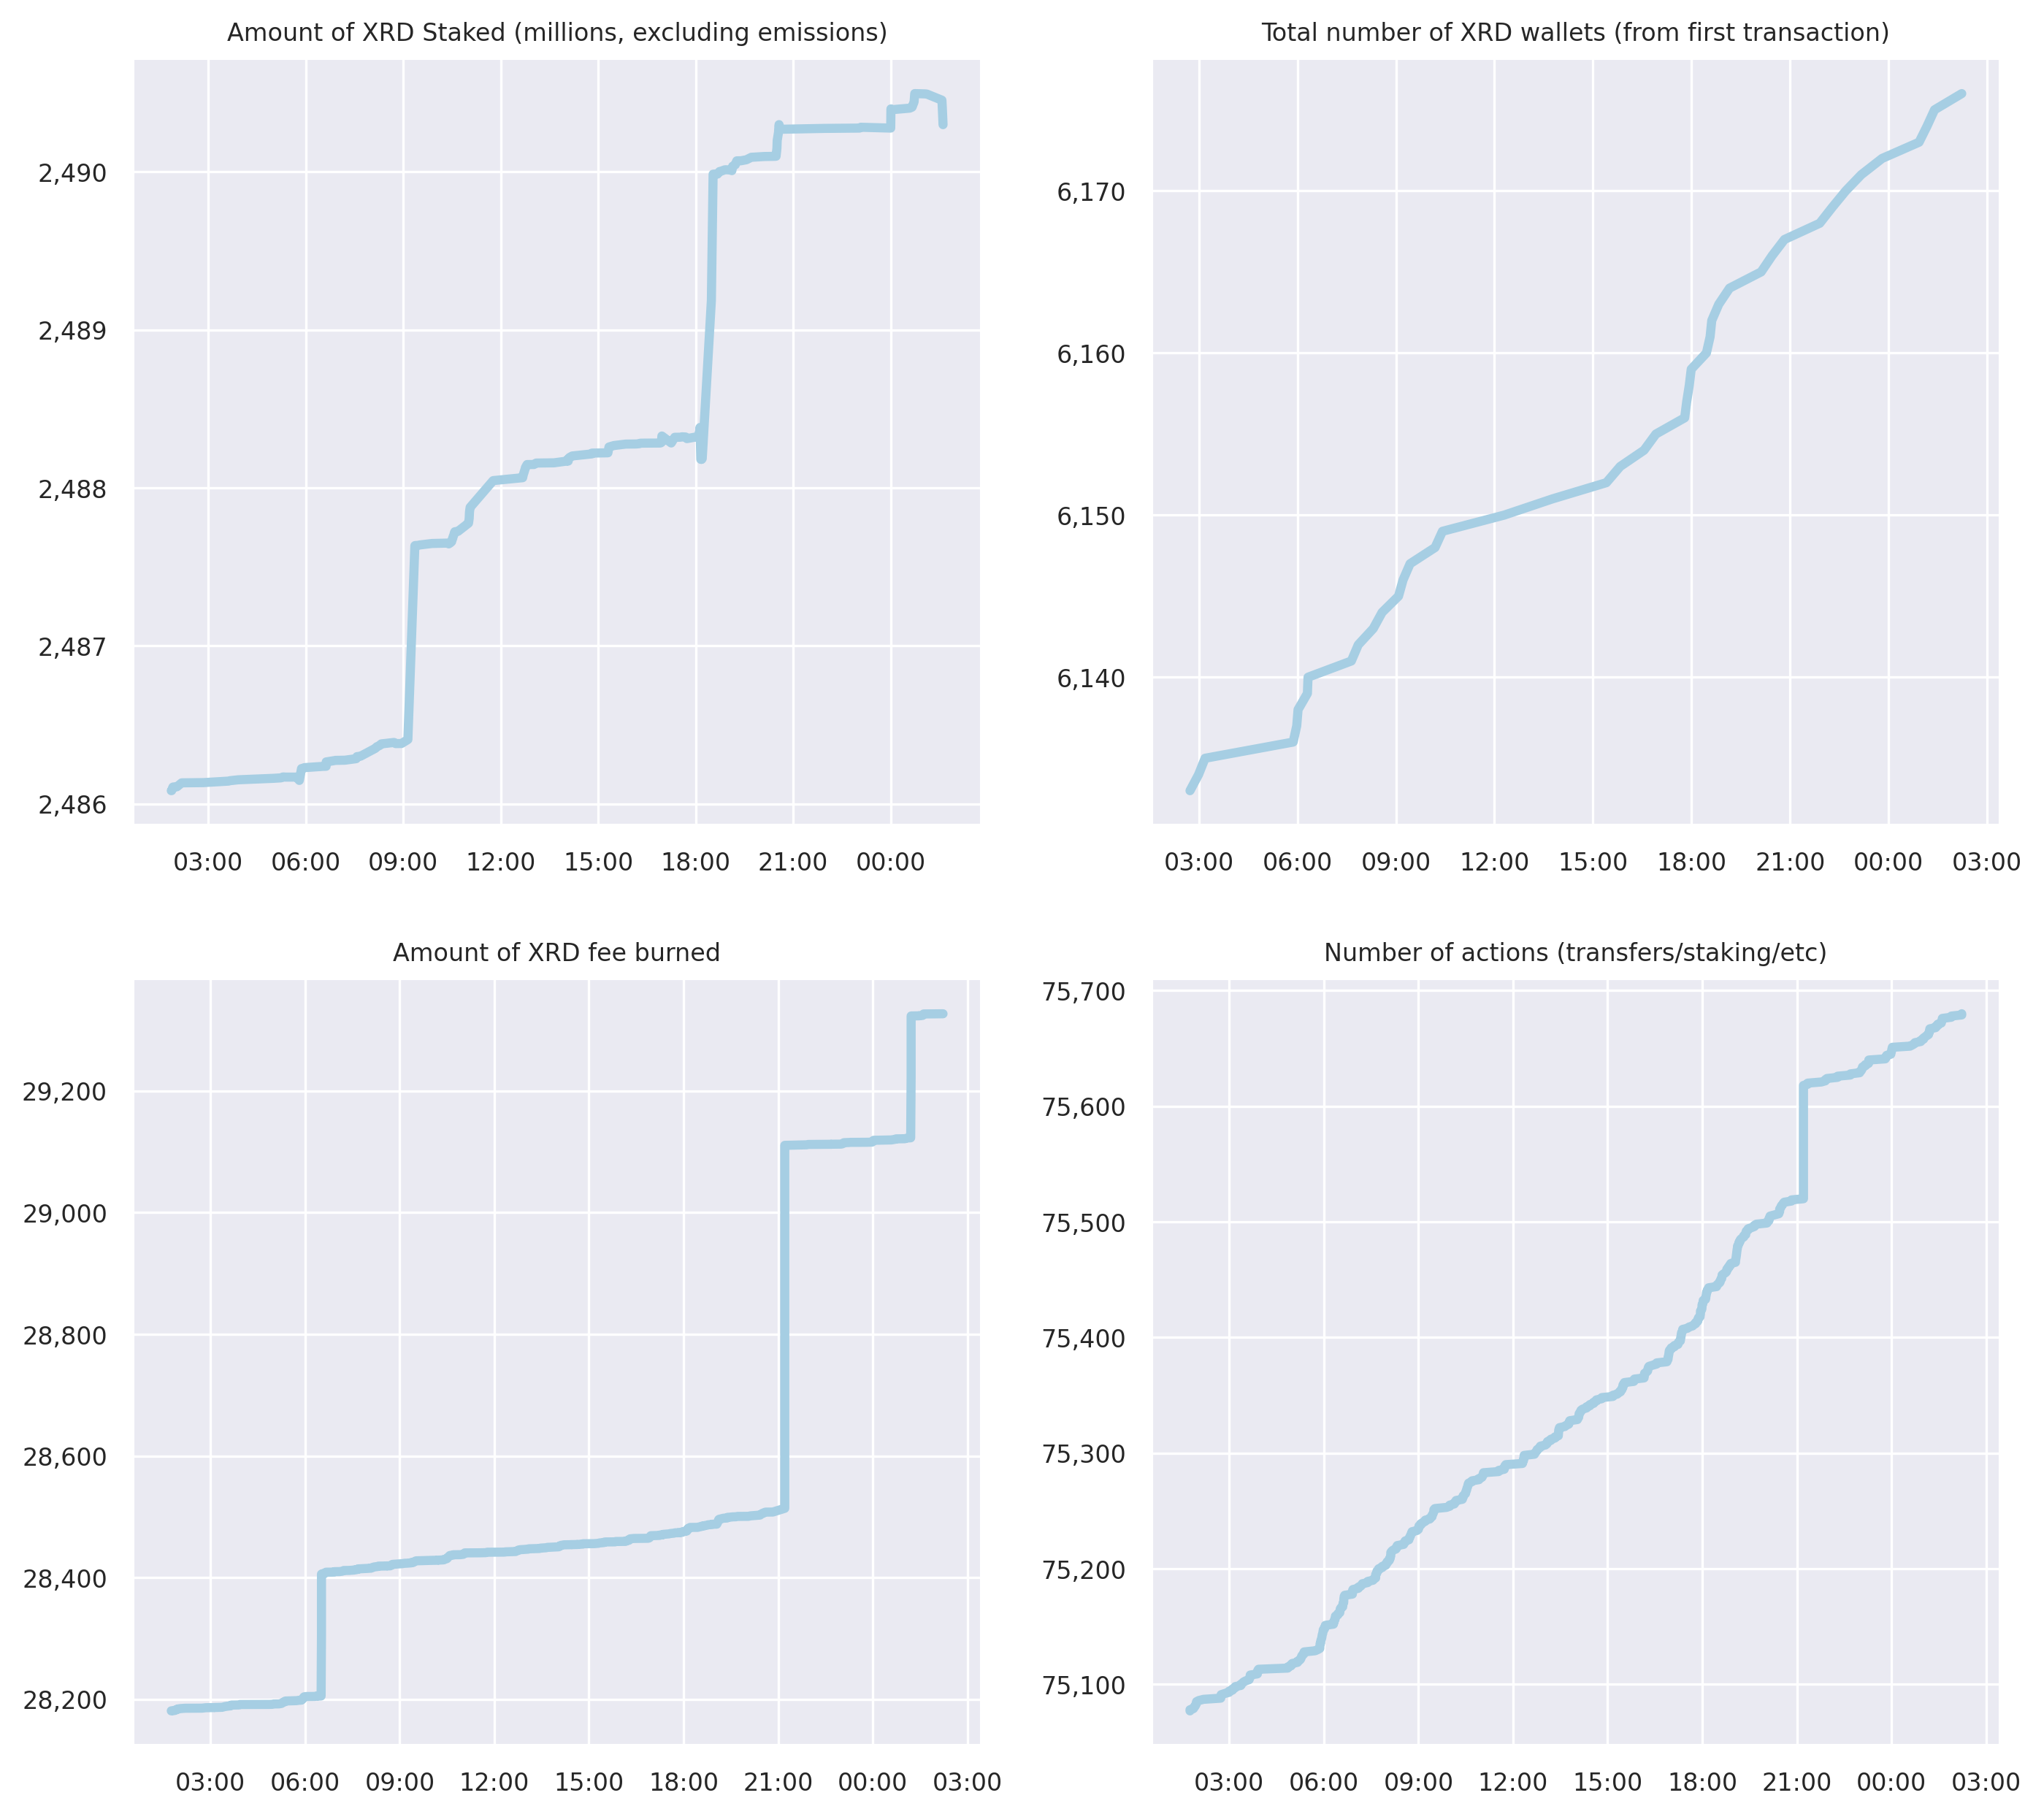 Amount of XRD Staked (millions, excluding emissions)
2,490
2,489
2,488
2,487
2,486
03:00 06:00 09:00 12:00 15:00 18:00 21:00 00:00
Total number of XRD wallets (from first transaction)
6,170
6,160
6,150
6,140
03:00 06:00 09:00 12:00 15:00 18:00 21:00 00:00 03:00
Amount of XRD fee burned
29,200
29,000
28,800
28,600
28,400
28,200
03:00 06:00 09:00 12:00 15:00 18:00 21:00 00:00 03:00
Number of actions (transfers/staking/etc)
75,700
75,600
75,500
75,400
75,300
75,200
75,100
03:00 06:00 09:00 12:00 15:00 18:00 21:00 00:00 03:00